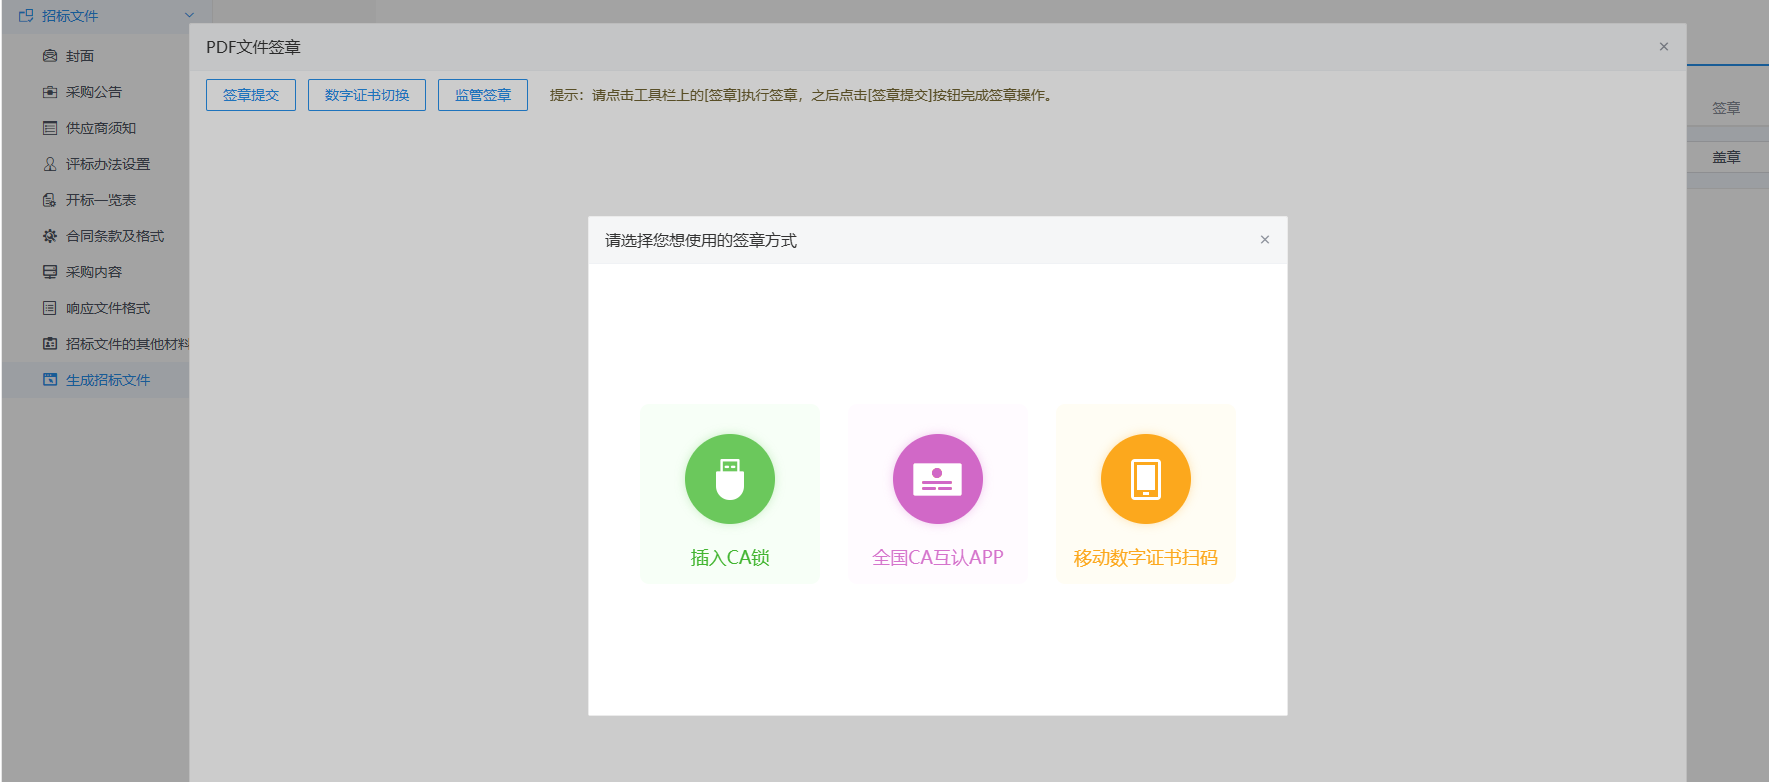 招标文件
封面
采购公告
供应商须知
评标办法设置
开标一览表
合同条款及格式
采购内容
响应文件格式
招标文件的其他材料
生成招标文件
PDF文件签章
签章提交 数字证书切换 监管签章 提示：请点击工具栏上的[签章]执行签章，之后点击[签章提交]按钮完成签章操作。
签章
盖章
请选择您想使用的签章方式
插入CA锁 全国CA互认APP 移动数字证书扫码